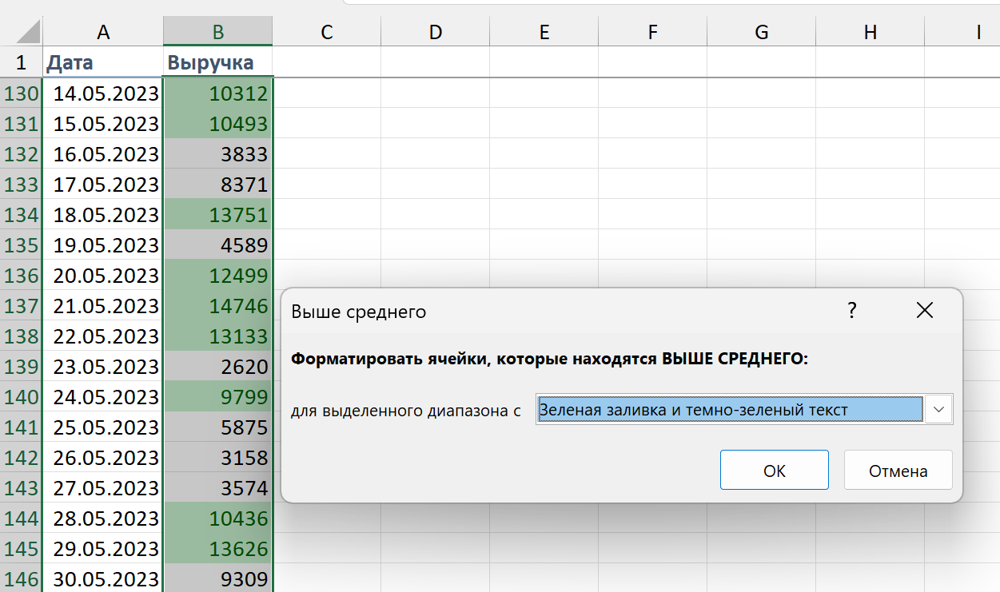 A B C D E F G H I
1 Дата Выручка
130 14.05.2023 10312
131 15.05.2023 10493
132 16.05.2023 3833
133 17.05.2023 8371
134 18.05.2023 13751
135 19.05.2023 4589
136 20.05.2023 12499
137 21.05.2023 14746
138 22.05.2023 13133
139 23.05.2023 2620
140 24.05.2023 9799
141 25.05.2023 5875
142 26.05.2023 3158
143 27.05.2023 3574
144 28.05.2023 10436
145 29.05.2023 13626
146 30.05.2023 9309
Выше среднего ?
Форматировать ячейки, которые находятся ВЫШЕ СРЕДНЕГО:
для выделенного диапазона с Зеленая заливка и темно-зеленый текст
ОК Отмена